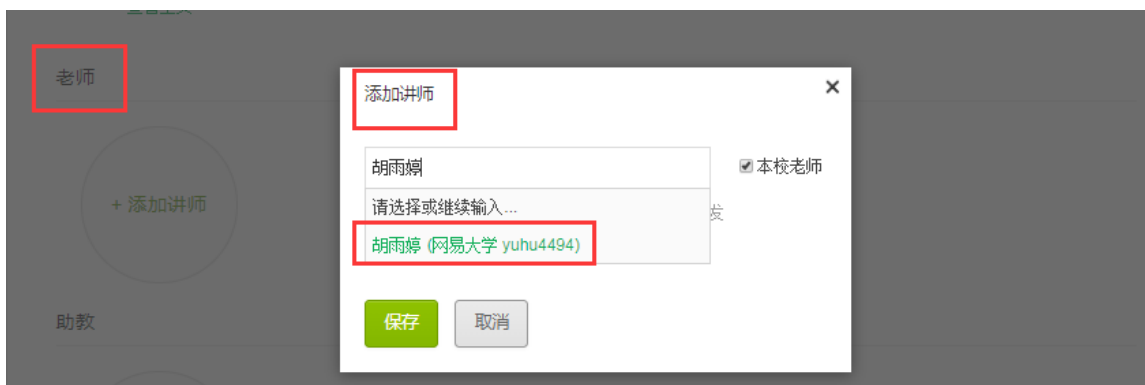 老师
添加讲师
胡雨婷
本校老师
请选择或继续输入...
发
+ 添加讲师
胡雨婷 (网易大学 yuhu4494)
保存
取消
助教